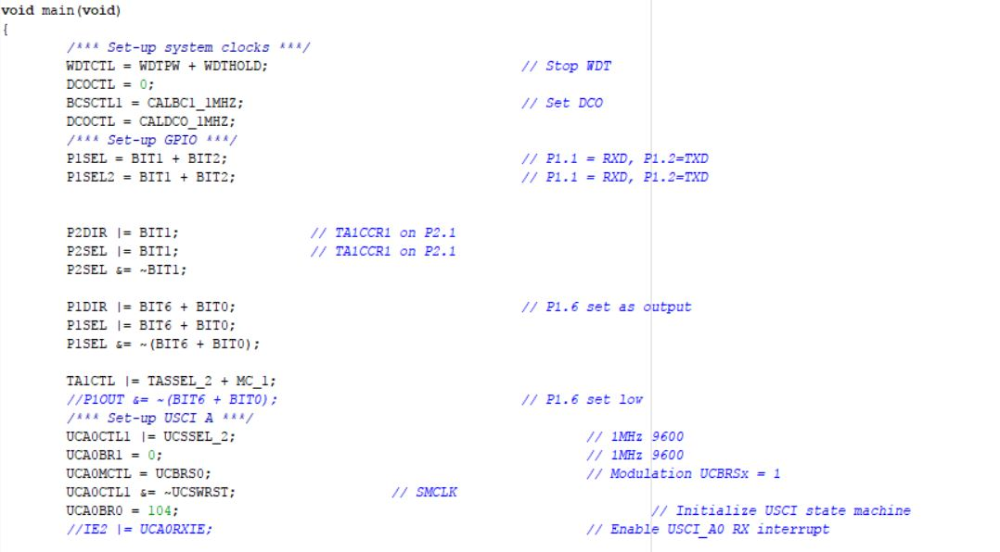 void main(void)
{
/*** Set-up system clocks ***/
WDTCTL = WDTPW + WDTHOLD; // Stop WDT
DCOCTL = 0;
BCSCTL1 = CALBC1_1MHZ; // Set DCO
DCOCTL = CALDCO_1MHZ;
/*** Set-up GPIO ***/
P1SEL = BIT1 + BIT2; // P1.1 = RXD, P1.2=TXD
P1SEL2 = BIT1 + BIT2; // P1.1 = RXD, P1.2=TXD
P2DIR |= BIT1; // TA1CCR1 on P2.1
P2SEL |= BIT1; // TA1CCR1 on P2.1
P2SEL &= ~BIT1;
P1DIR |= BIT6 + BIT0; // P1.6 set as output
P1SEL |= BIT6 + BIT0;
P1SEL &= ~(BIT6 + BIT0);
TA1CTL |= TASSEL_2 + MC_1;
//P1OUT &= ~(BIT6 + BIT0); // P1.6 set low
/*** Set-up USCI A ***/
UCA0CTL1 |= UCSSEL_2; // 1MHz 9600
UCA0BR1 = 0; // 1MHz 9600
UCA0MCTL = UCBRS0; // Modulation UCBRSx = 1
UCA0CTL1 &= ~UCSWRST; // SMCLK
UCA0BR0 = 104; // Initialize USCI state machine
//IE2 |= UCA0RXIE; // Enable USCI_A0 RX interrupt